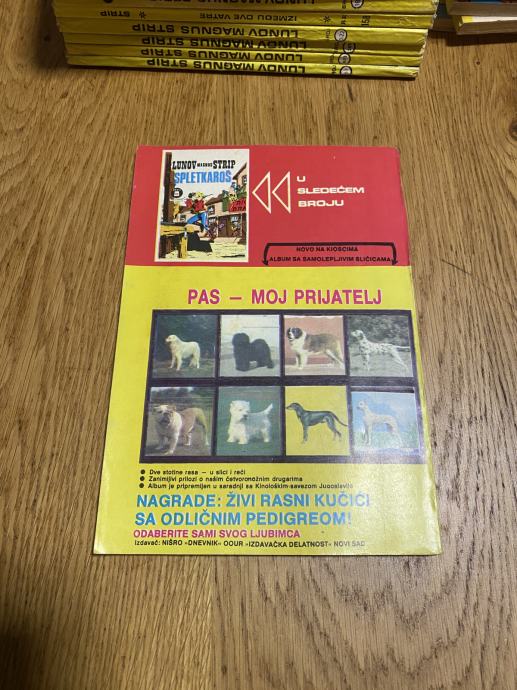 LUNOV MAGNUS STRIP
IZMEĐU DVE VATRE
LUNOV MAGNUS STRIP
LUNOV MAGNUS STRIP
LUNOV MAGNUS STRIP
LUNOV MAGNUS STRIP
SPLETKAROŠ
U
SLEDEĆEM
BROJU
NOVO NA KIOSCIMA
ALBUM SA SAMOLEPLJIVIM SLIČICAMA
PAS – MOJ PRIJATELJ
● Dve stotine rasa – u slici i reči
● Zanimljivi prilozi o našim četvoronožnim drugarima
● Album je pripremljen u saradnji sa Kinološkim-savezom Jugoslavije
NAGRADE: ŽIVI RASNI KUČIĆI
SA ODLIČNIM PEDIGREOM!
ODABERITE SAMI SVOG LJUBIMCA
Izdavač: NIŠRO »DNEVNIK« OOUR »IZDAVAČKA DELATNOST« NOVI SAD